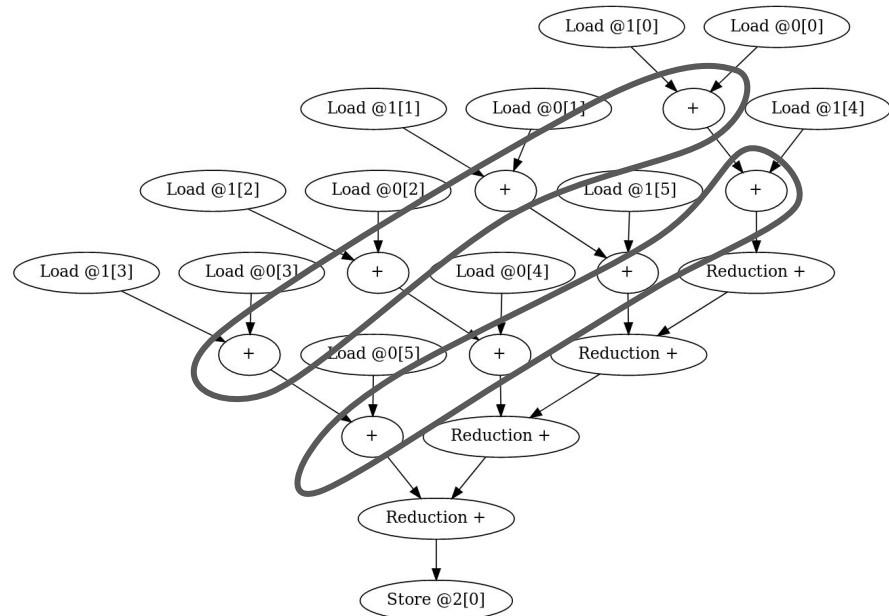 Load @1[0] Load @0[0]
Load @1[1] Load @0[1] + Load @1[4]
Load @1[2] Load @0[2] + Load @1[5] +
Load @1[3] Load @0[3] + Load @0[4] + Reduction +
+ Load @0[5] + Reduction +
+ Reduction +
Reduction +
Store @2[0]